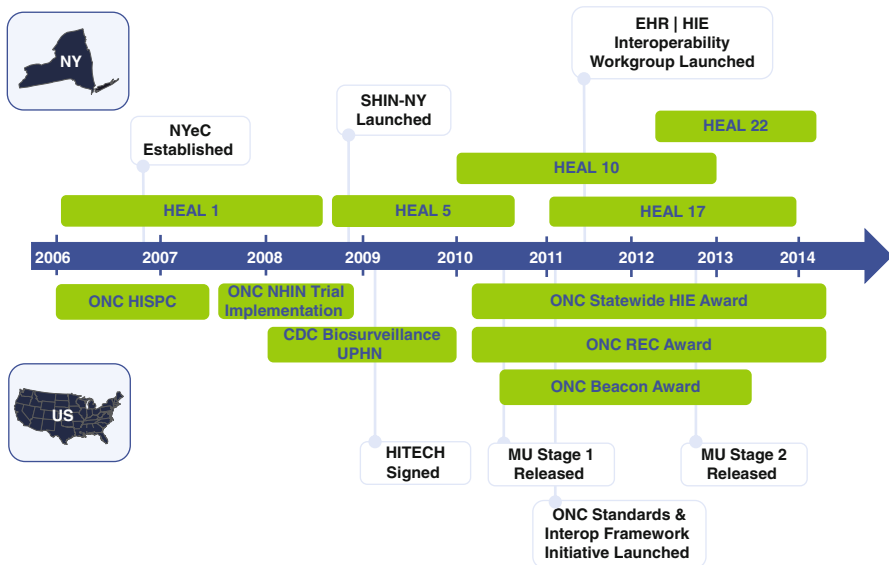 NY
EHR | HIE
Interoperability
Workgroup Launched
SHIN-NY
Launched
NYeC
Established
HEAL 22
HEAL 10
HEAL 1
HEAL 5
HEAL 17
2006 2007 2008 2009 2010 2011 2012 2013 2014
ONC HISPC
ONC NHIN Trial
Implementation
ONC Statewide HIE Award
CDC Biosurveillance
UPHN
ONC REC Award
ONC Beacon Award
US
HITECH
Signed
MU Stage 1
Released
MU Stage 2
Released
ONC Standards &
Interop Framework
Initiative Launched